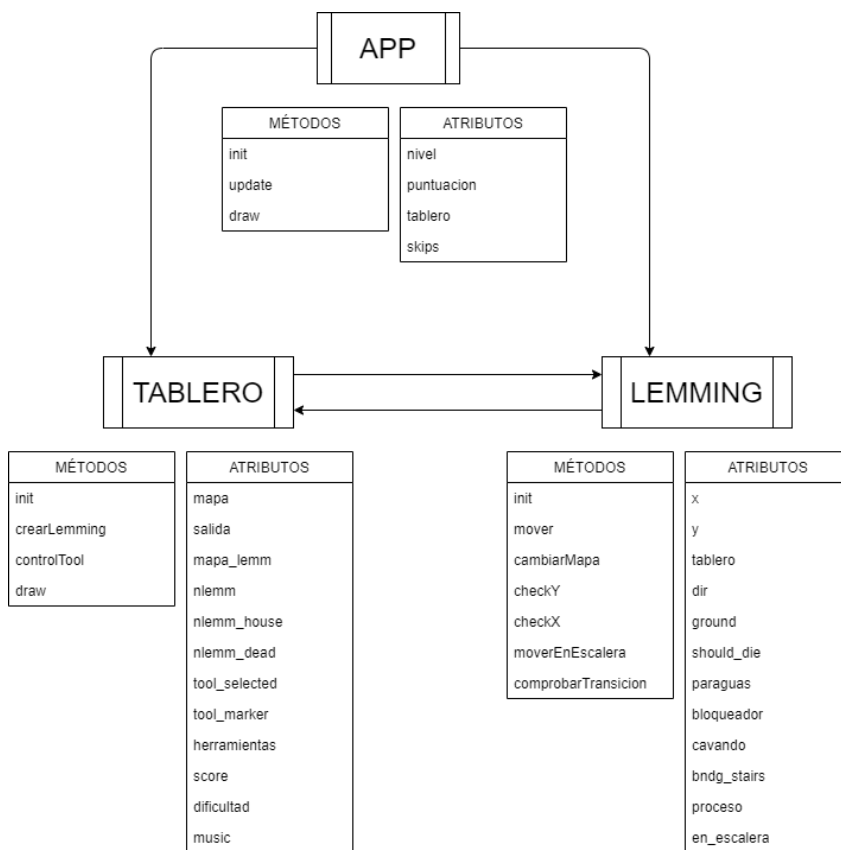 APP
MÉTODOS
init
update
draw
ATRIBUTOS
nivel
puntuacion
tablero
skips
TABLERO
MÉTODOS
init
crearLemming
controlTool
draw
ATRIBUTOS
mapa
salida
mapa_lemm
nlemm
nlemm_house
nlemm_dead
tool_selected
tool_marker
herramientas
score
dificultad
music
LEMMING
MÉTODOS
init
mover
cambiarMapa
checkY
checkX
moverEnEscalera
comprobarTransicion
ATRIBUTOS
x
y
tablero
dir
ground
should_die
paraguas
bloqueador
cavando
bndg_stairs
proceso
en_escalera